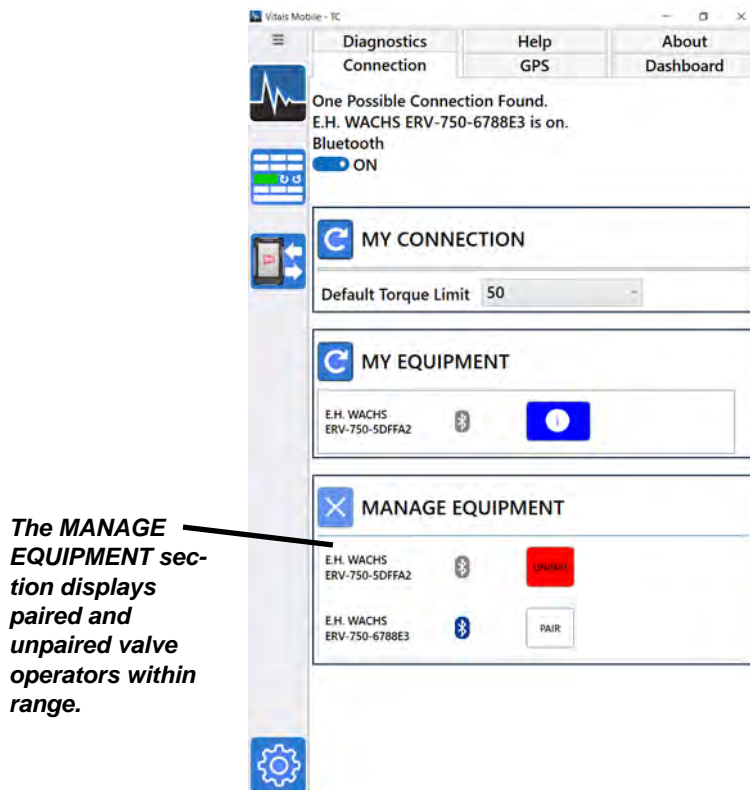 Vitals Mobile - TC
Diagnostics Help About
Connection GPS Dashboard
One Possible Connection Found.
E.H. WACHS ERV-750-6788E3 is on.
Bluetooth
ON
MY CONNECTION
Default Torque Limit 50
MY EQUIPMENT
E.H. WACHS
ERV-750-5DFFA2
i
MANAGE EQUIPMENT
E.H. WACHS
ERV-750-5DFFA2
UNPAIR
E.H. WACHS
ERV-750-6788E3
PAIR
The MANAGE
EQUIPMENT sec-
tion displays
paired and
unpaired valve
operators within
range.